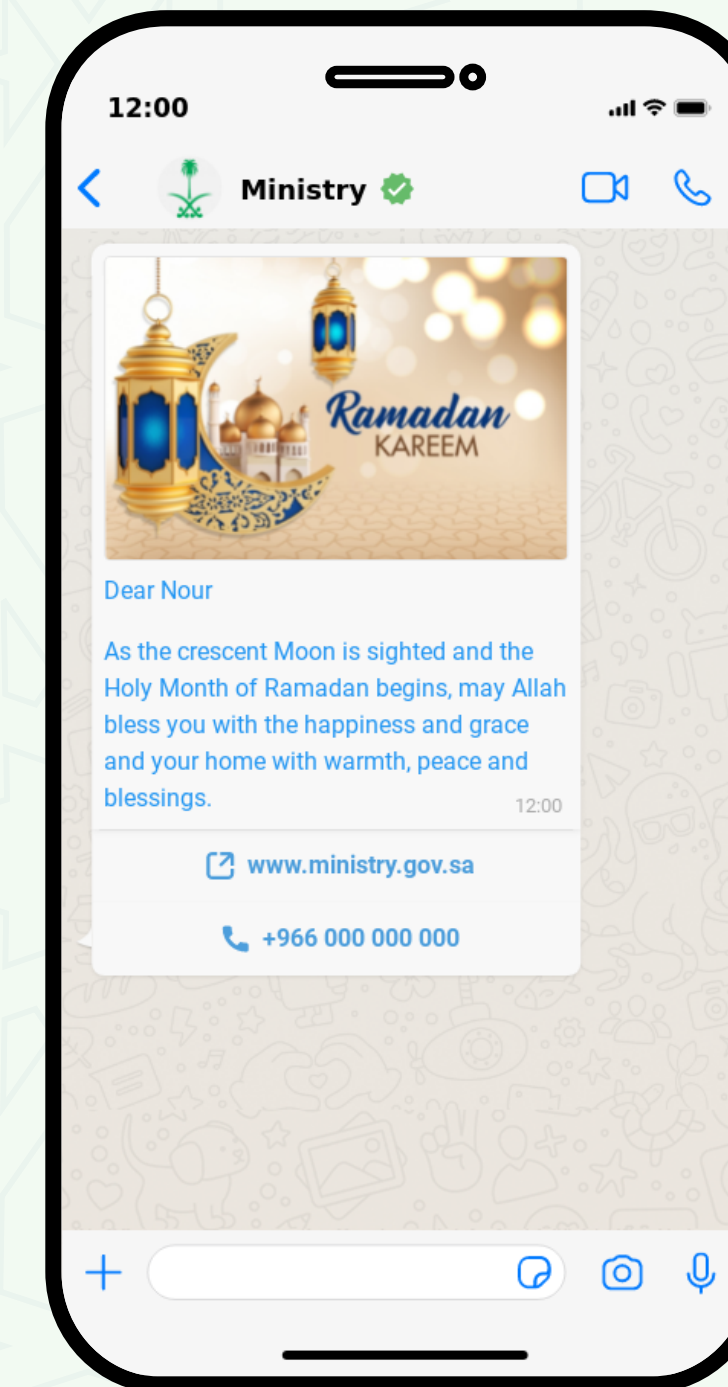 12:00
Ministry
Ramadan
KAREEM
Dear Nour
As the crescent Moon is sighted and the
Holy Month of Ramadan begins, may Allah
bless you with the happiness and grace
and your home with warmth, peace and
blessings.
12:00
www.ministry.gov.sa
+966 000 000 000